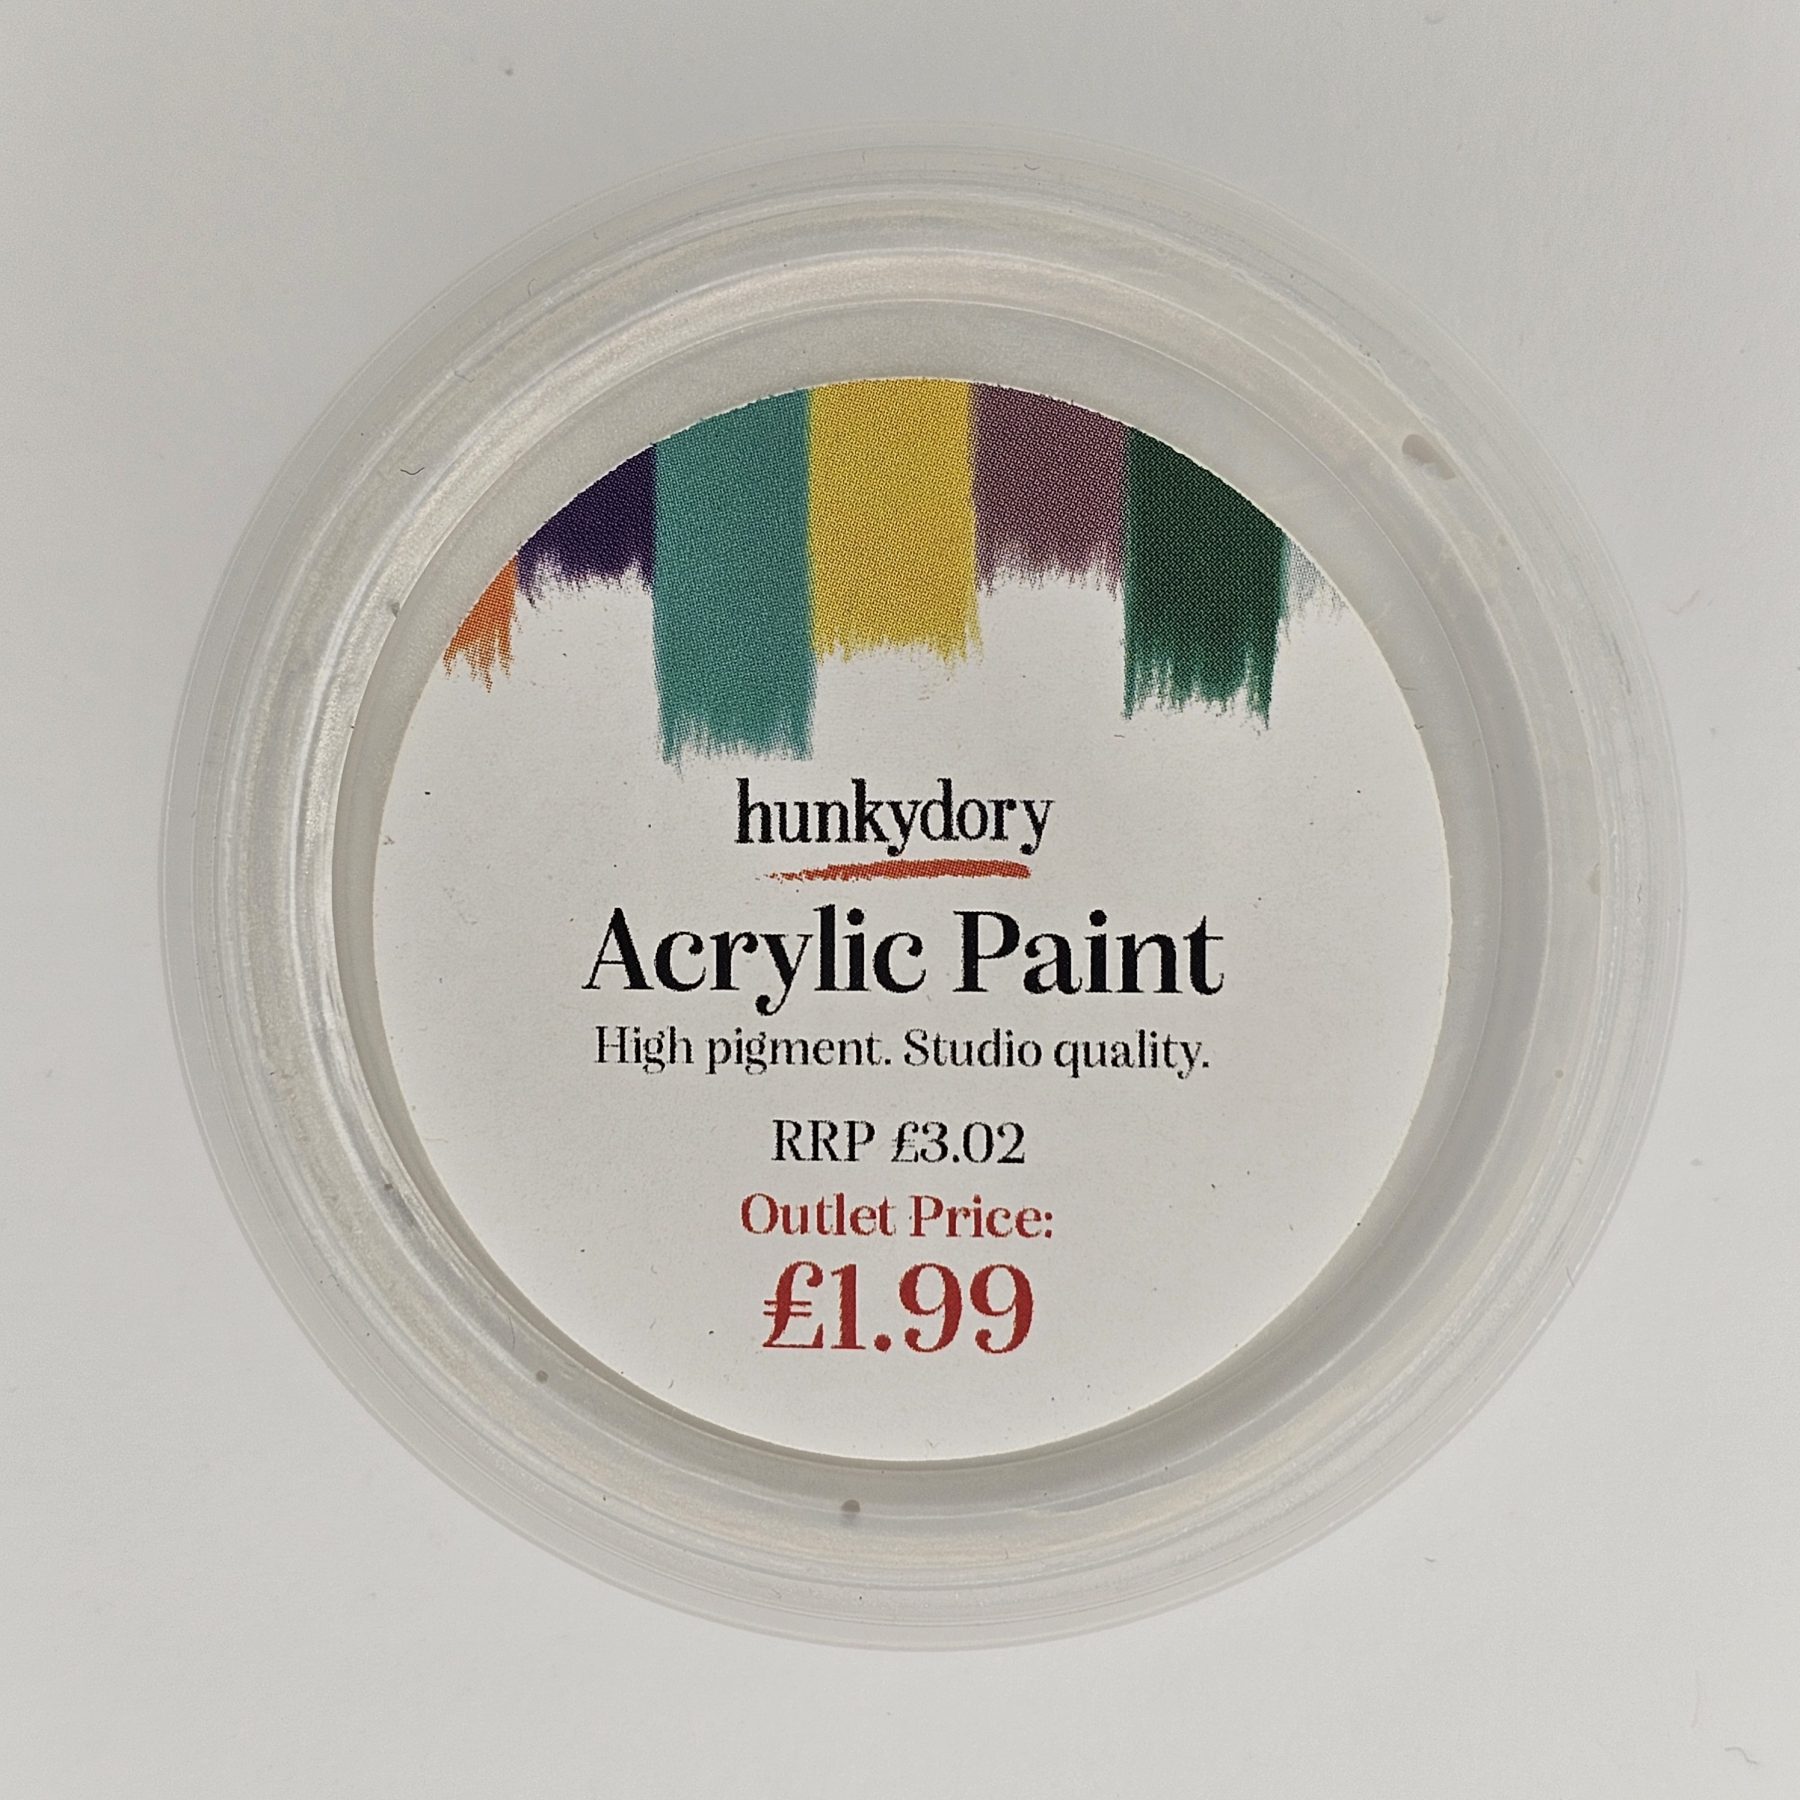 hunkydory
Acrylic Paint
High pigment. Studio quality.
RRP £3.02
Outlet Price:
£1.99